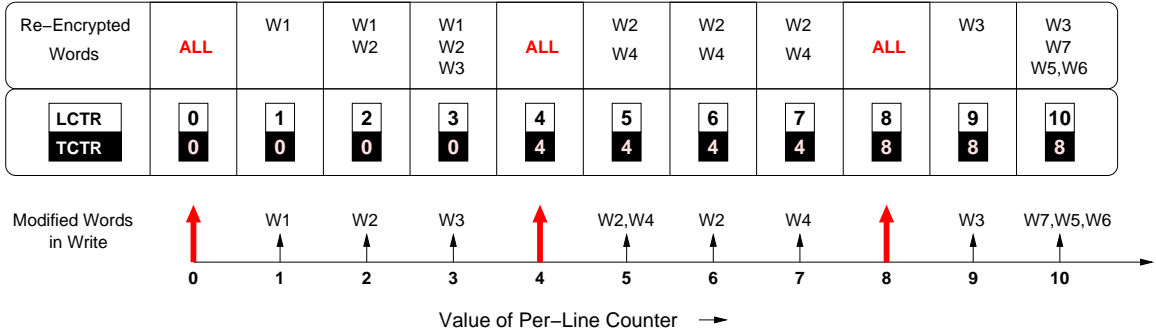 Re−Encrypted Words ALL W1 W1 W2 W1 W2 W3 ALL W2 W4 W2 W4 W2 W4 ALL W3 W3 W7 W5,W6
LCTR 0 1 2 3 4 5 6 7 8 9 10
TCTR 0 0 0 0 4 4 4 4 8 8 8
Modified Words in Write W1 W2 W3 W2,W4 W2 W4 W3 W7,W5,W6
0 1 2 3 4 5 6 7 8 9 10
Value of Per−Line Counter